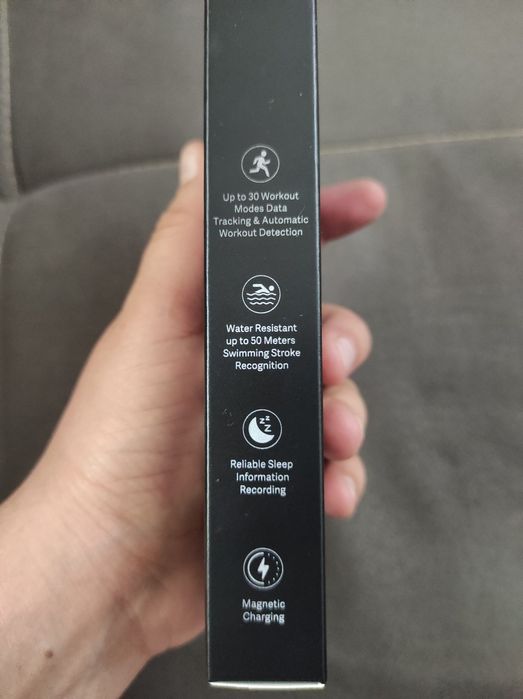 Up to 30 Workout
Modes Data
Tracking & Automatic
Workout Detection
Water Resistant
up to 50 Meters
Swimming Stroke
Recognition
z z z
Reliable Sleep
Information
Recording
Magnetic
Charging